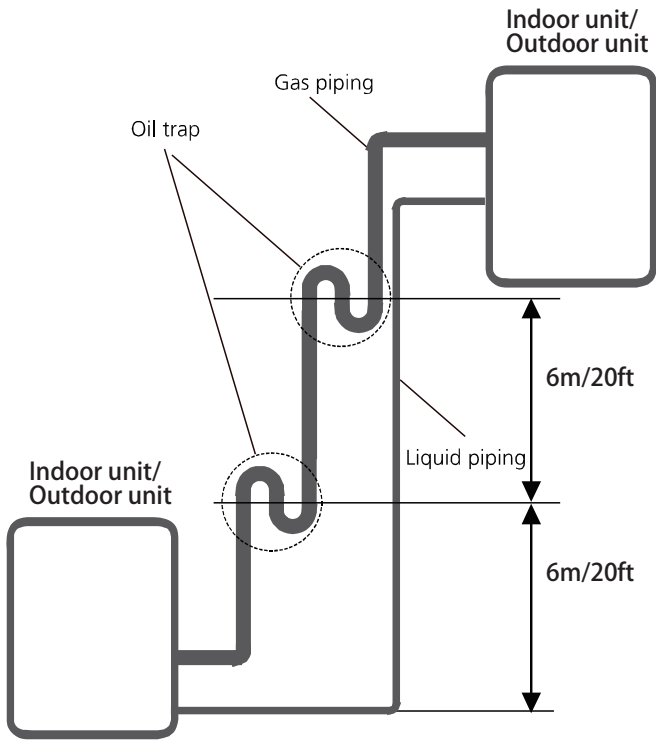 Indoor unit/
Outdoor unit
Gas piping
Oil trap
6m/20ft
Liquid piping
Indoor unit/
Outdoor unit
6m/20ft